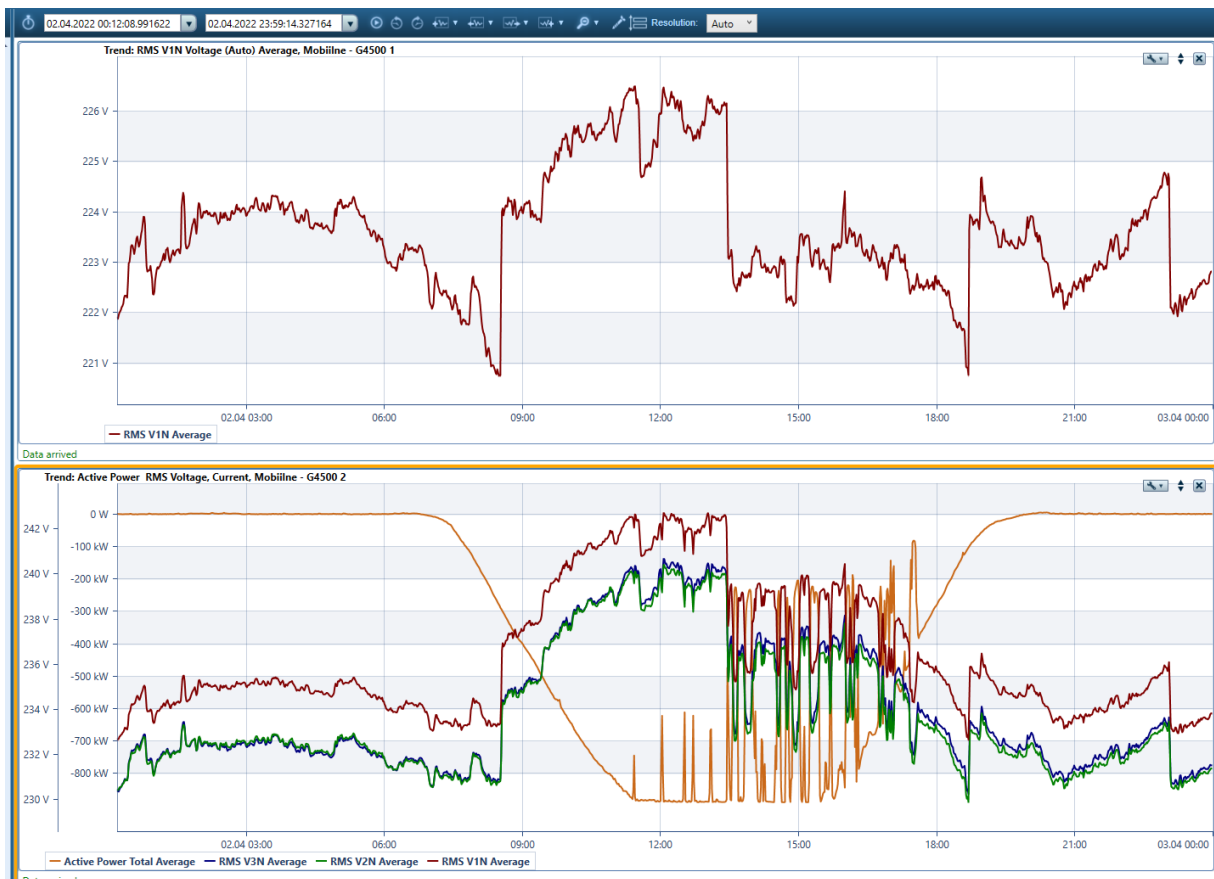 02.04.2022 00:12:08.991622 02.04.2022 23:59:14.327164 Resolution: Auto
Trend: RMS V1N Voltage (Auto) Average, Mobiilne - G4500 1
226 V
225 V
224 V
223 V
222 V
221 V
02.04 03:00 06:00 09:00 12:00 15:00 18:00 21:00 03.04 00:00
RMS V1N Average
Data arrived
Trend: Active Power RMS Voltage, Current, Mobiilne - G4500 2
242 V
240 V
238 V
236 V
234 V
232 V
230 V
0 W
-100 kW
-200 kW
-300 kW
-400 kW
-500 kW
-600 kW
-700 kW
-800 kW
02.04 03:00 06:00 09:00 12:00 15:00 18:00 21:00 03.04 00:00
Active Power Total Average RMS V3N Average RMS V2N Average RMS V1N Average